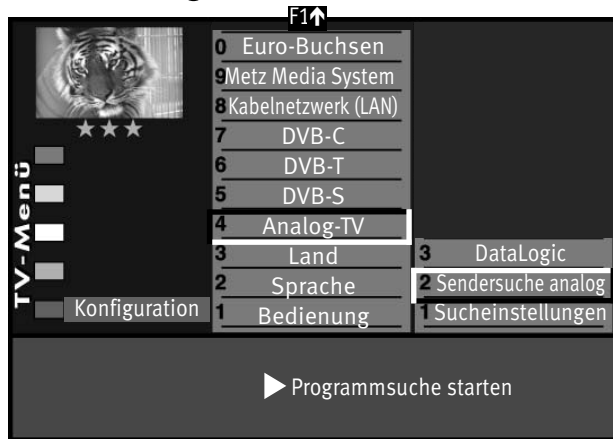 F1↑
0 Euro-Buchsen
9 Metz Media System
8 Kabelnetzwerk (LAN)
7 DVB-C
6 DVB-T
5 DVB-S
4 Analog-TV
3 Land
2 Sprache
1 Bedienung
3 DataLogic
2 Sendersuche analog
1 Sucheinstellungen
TV-Menü
Konfiguration
Programmsuche starten